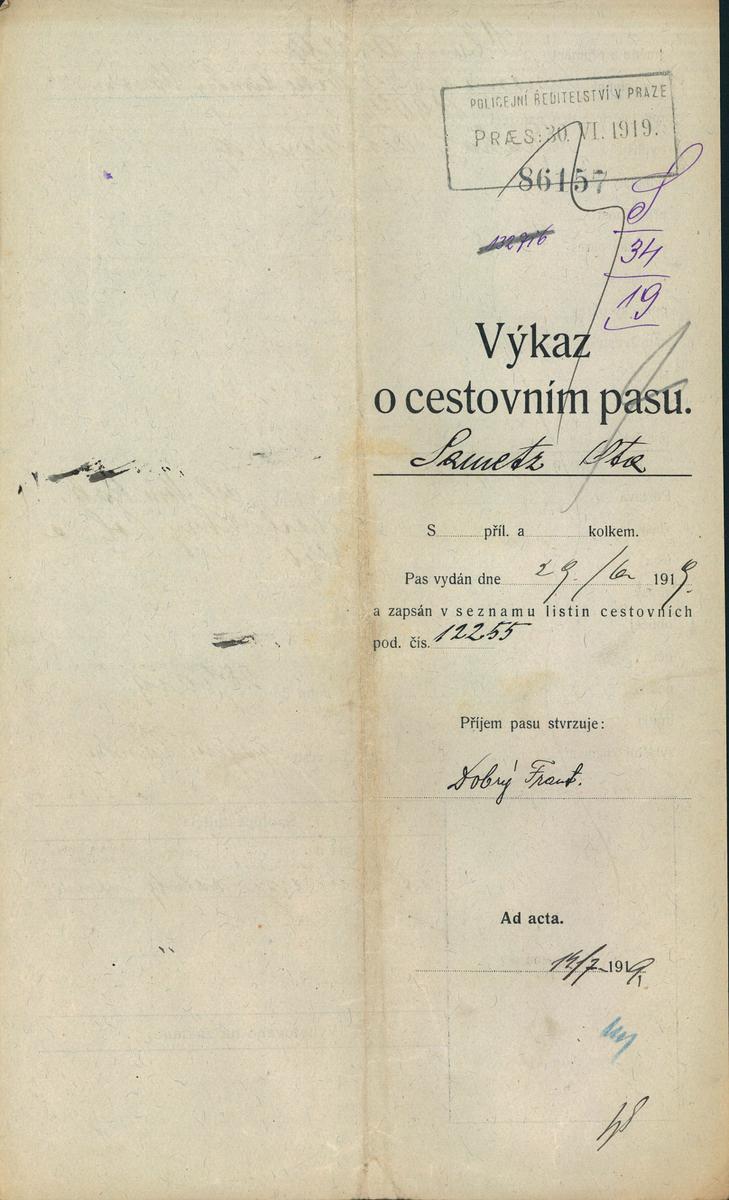 POLICEJNÍ ŘEDITELSTVÍ V PRAZE
PRÆS: 30. VI. 1919.
86157
S
34
19
Výkaz
o cestovním pasu.
Sametz Ota
S příl. a kolkem.
Pas vydán dne 29./6. 1919.
a zapsán v seznamu listin cestovních
pod. čís. 12255
Příjem pasu stvrzuje:
Dobrý Frant.
Ad acta.
14/7 1919.